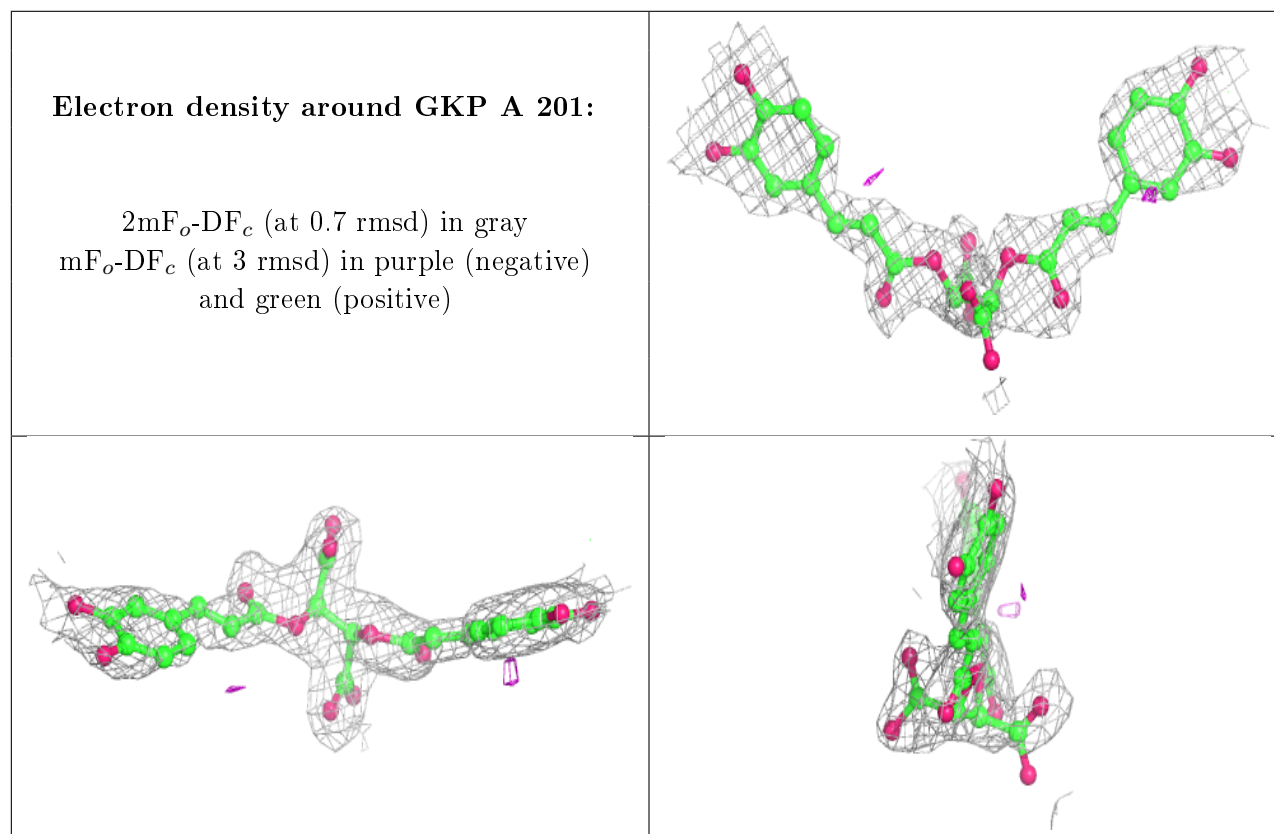 Electron density around GKP A 201:
2mFo-DFc (at 0.7 rmsd) in gray
mFo-DFc (at 3 rmsd) in purple (negative)
and green (positive)